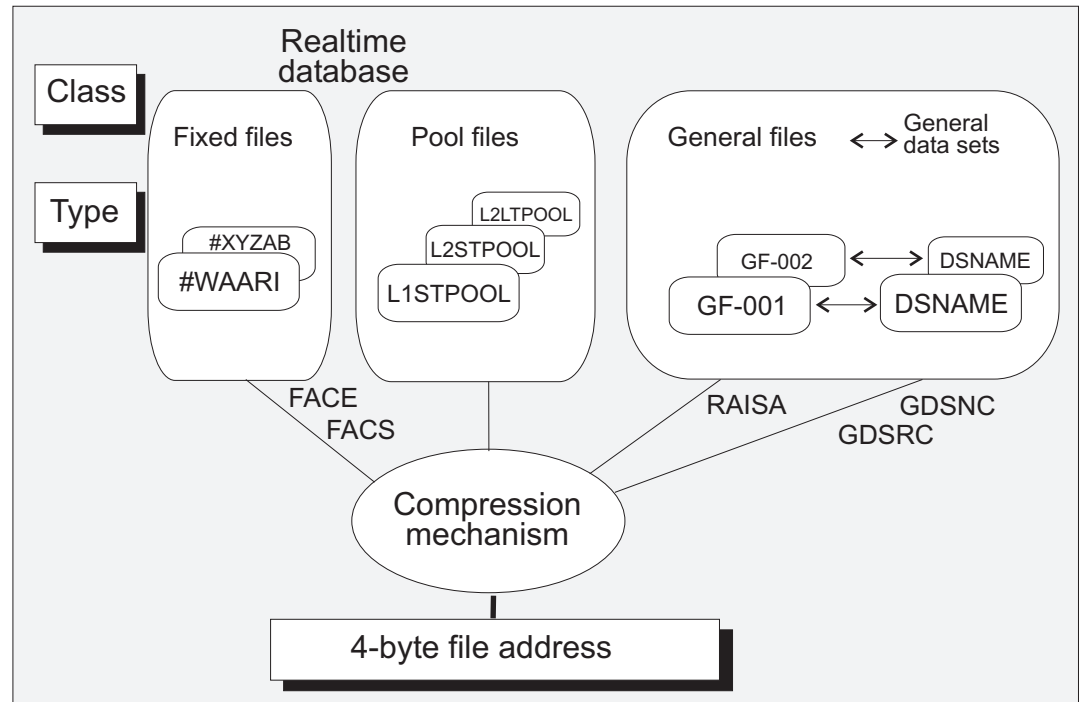 Realtime
database
Class
Fixed files
Pool files
General files
General
data sets
Type
#XYZAB
#WAARI
L2LTPOOL
L2STPOOL
L1STPOOL
GF-002
DSNAME
GF-001
DSNAME
FACE
FACS
RAISA
GDSNC
GDSRC
Compression
mechanism
4-byte file address